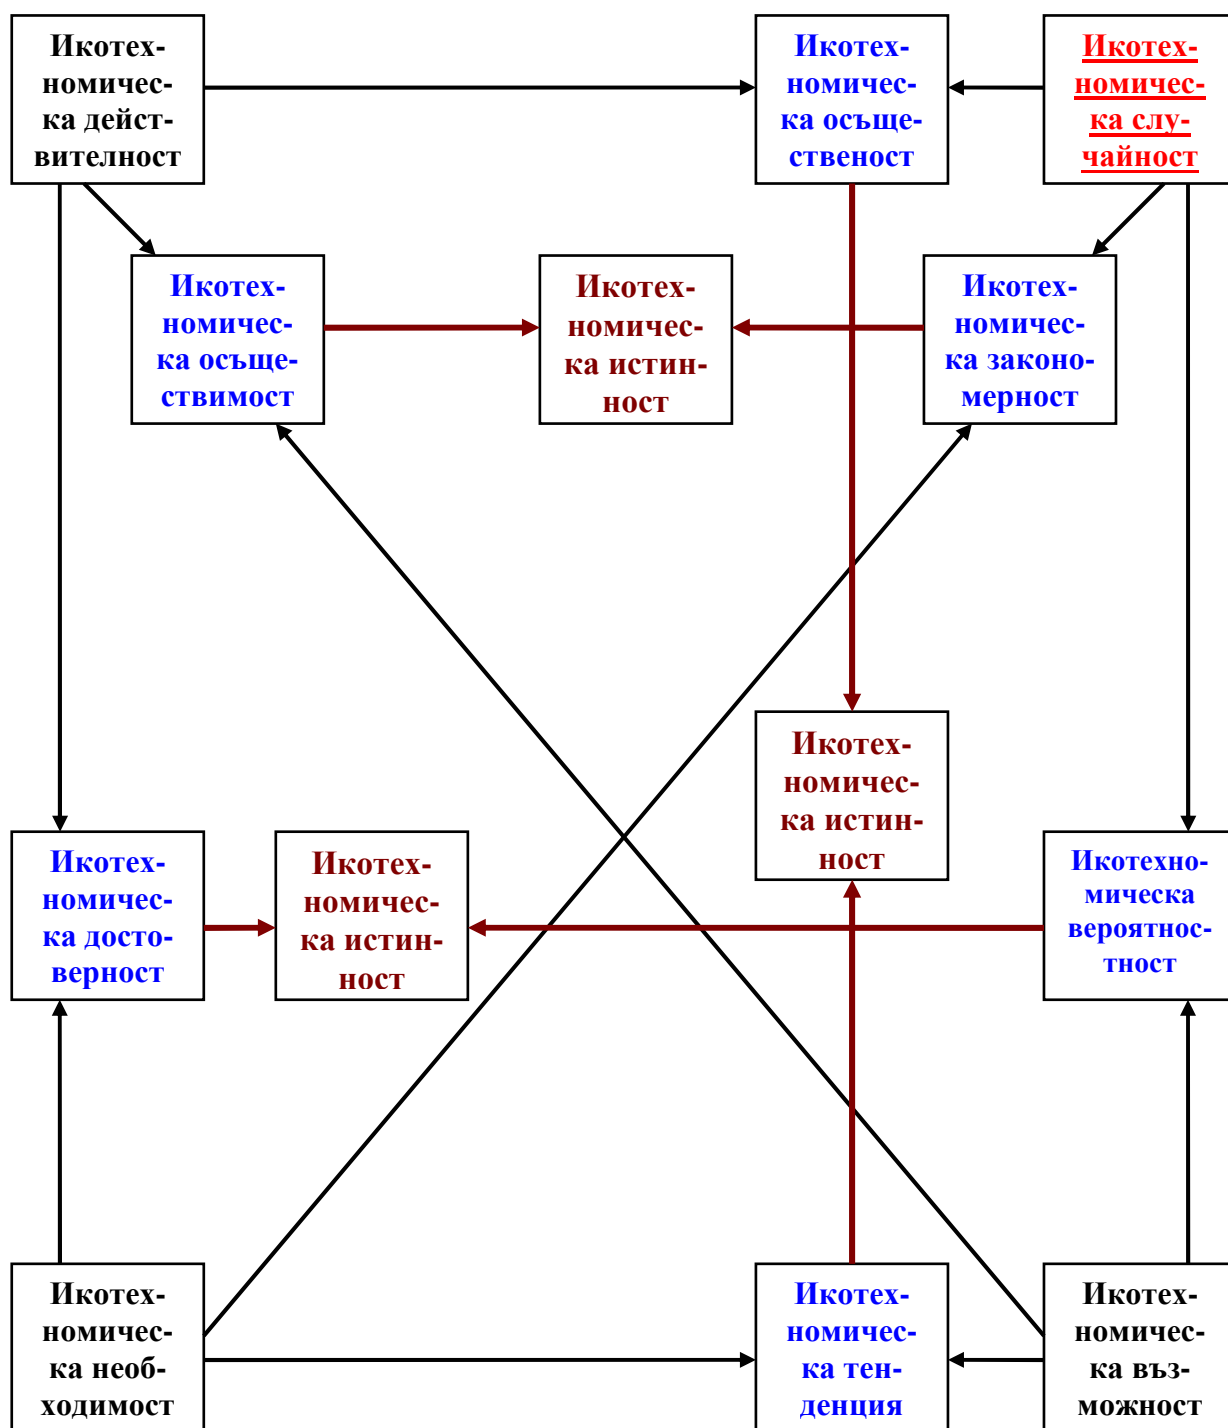 Икотех-
номичес-
ка дейст-
вителност
Икотех-
номичес-
ка осъще-
ственост
Икотех-
номичес-
ка слу-
чайност
Икотех-
номичес-
ка осъще-
ствимост
Икотех-
номичес-
ка истин-
ност
Икотех-
номичес-
ка законо-
мерност
Икотех-
номичес-
ка истин-
ност
Икотех-
номичес-
ка досто-
верност
Икотех-
номичес-
ка истин-
ност
Икотехно-
мическа
вероятнос-
тност
Икотех-
номичес-
ка необ-
ходимост
Икотех-
номичес-
ка тен-
денция
Икотех-
номичес-
ка въз-
можност